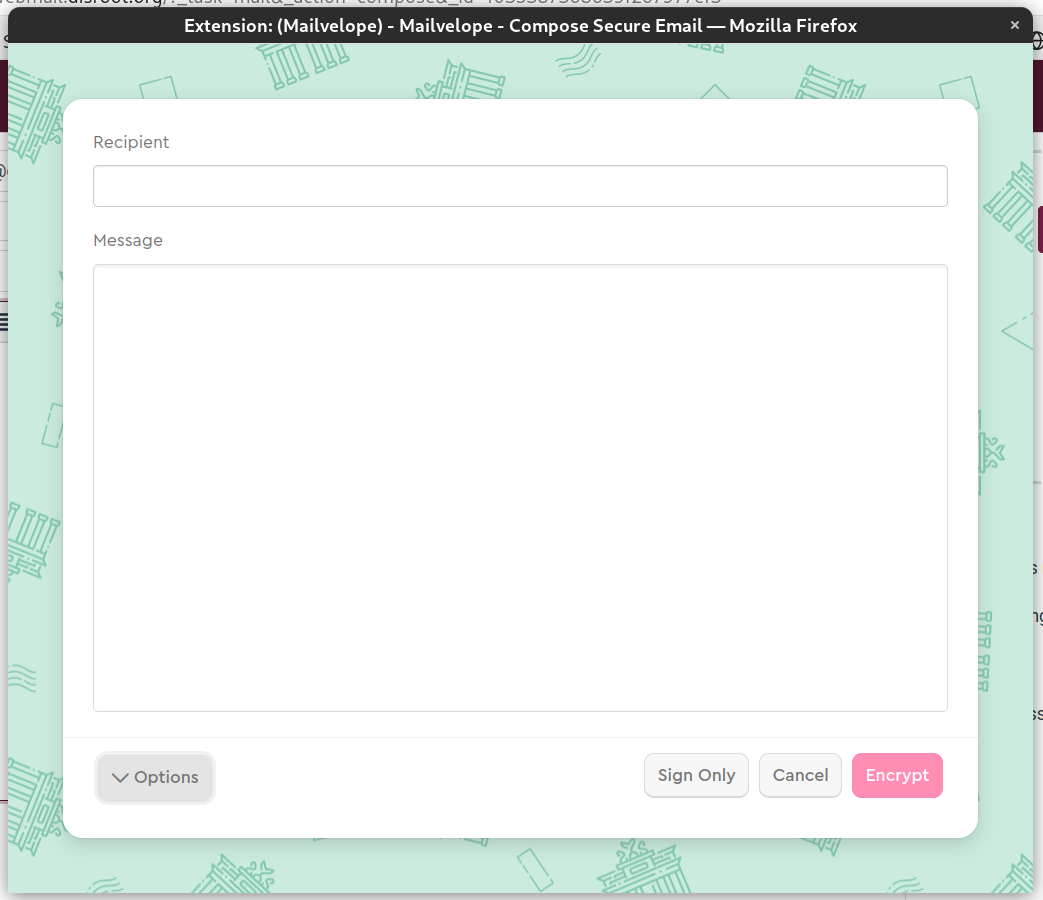 Extension: (Mailvelope) - Mailvelope - Compose Secure Email — Mozilla Firefox
×
Recipient
Message
Options
Sign Only
Cancel
Encrypt